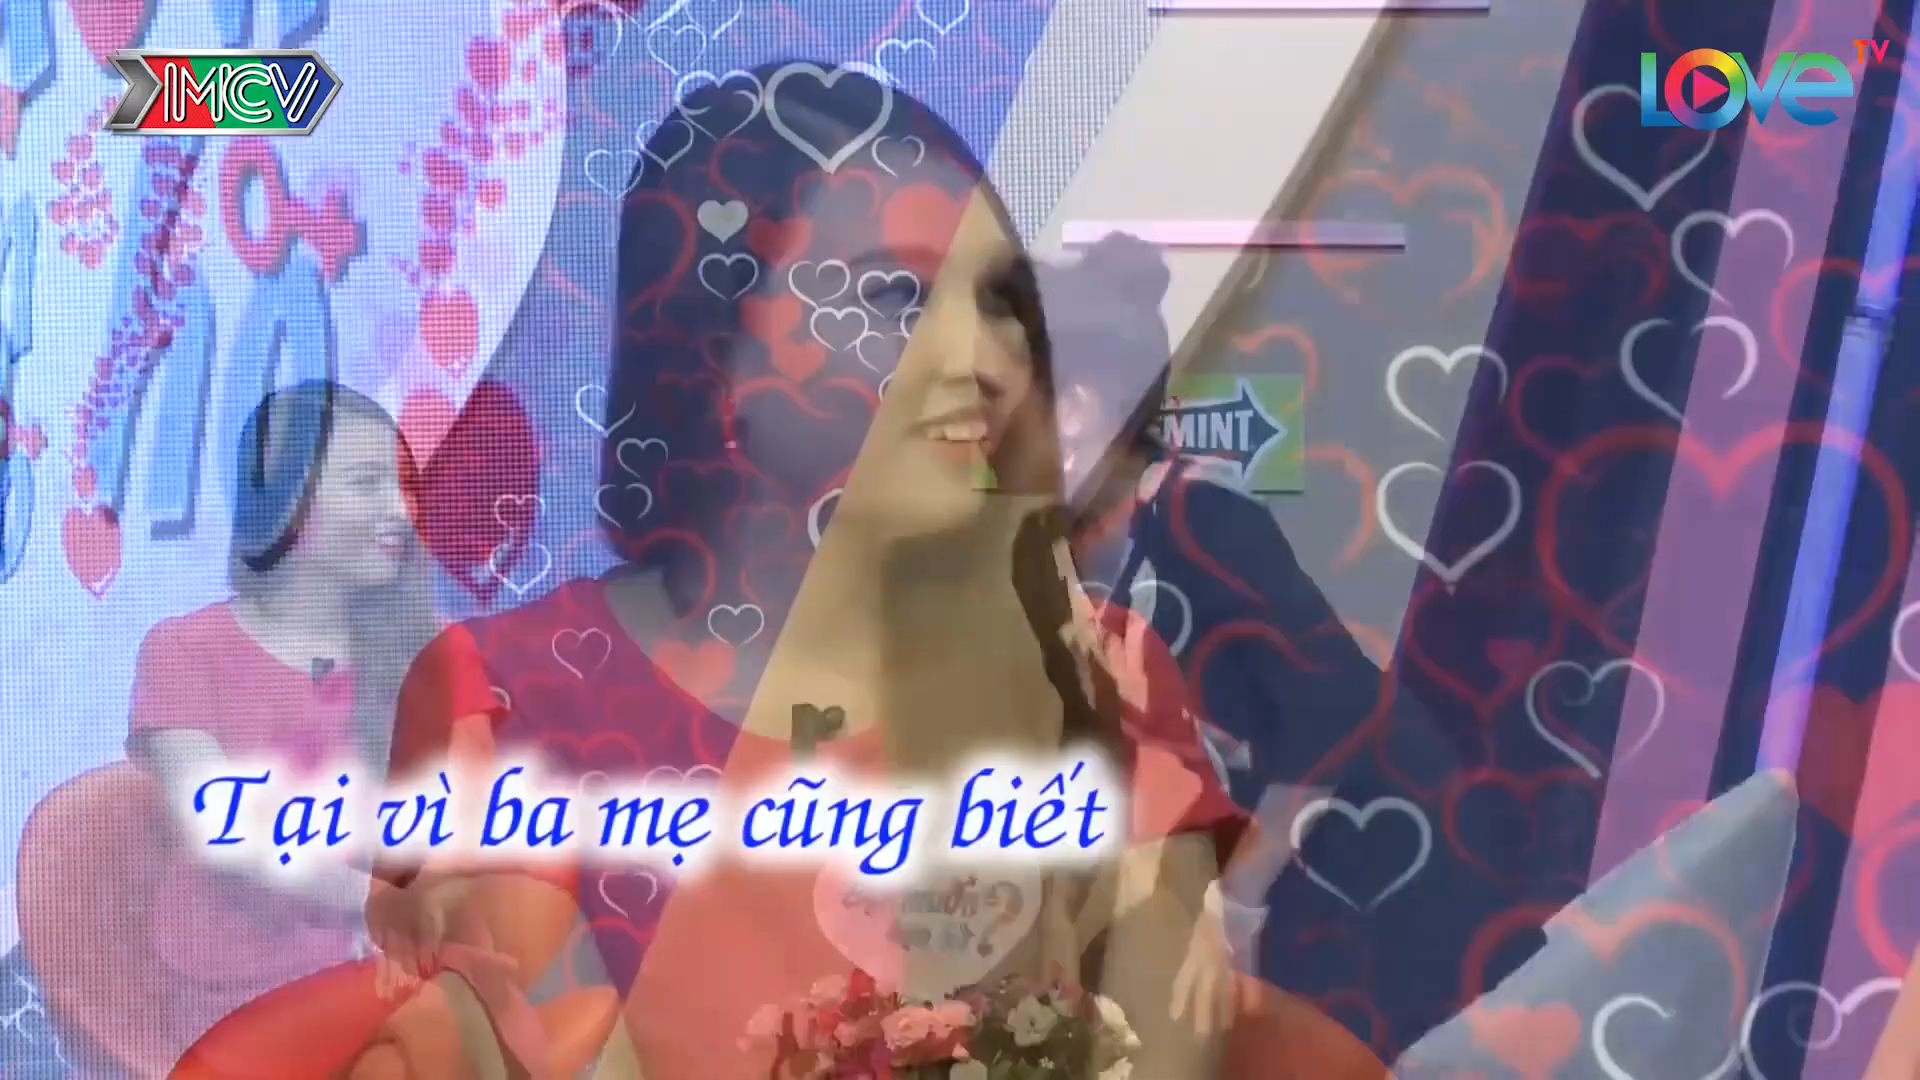 MCV
LOVE TV
MINT
Tại vì ba mẹ cũng biết